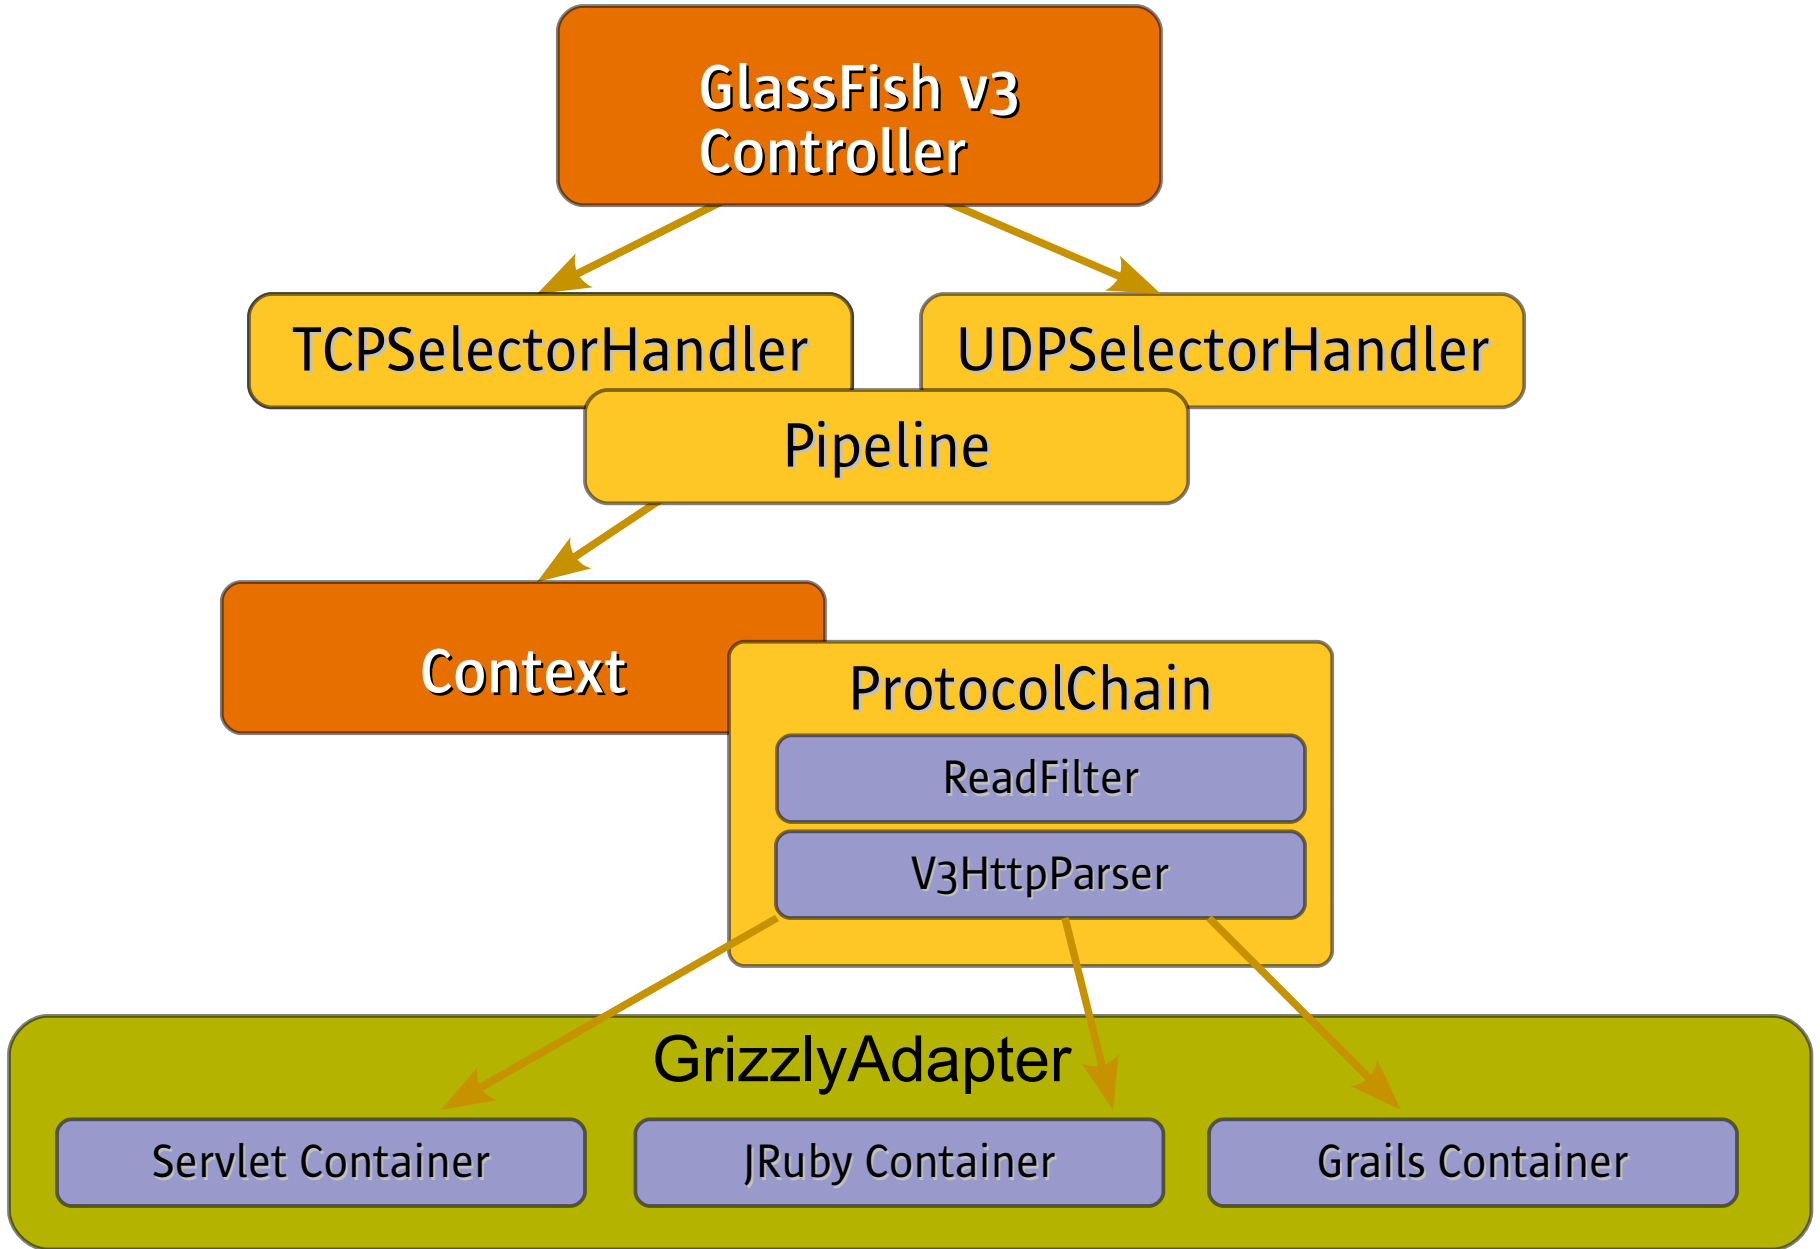 GlassFish v3
Controller
TCPSelectorHandler
UDPSelectorHandler
Pipeline
Context
ProtocolChain
ReadFilter
V3HttpParser
GrizzlyAdapter
Servlet Container
JRuby Container
Grails Container